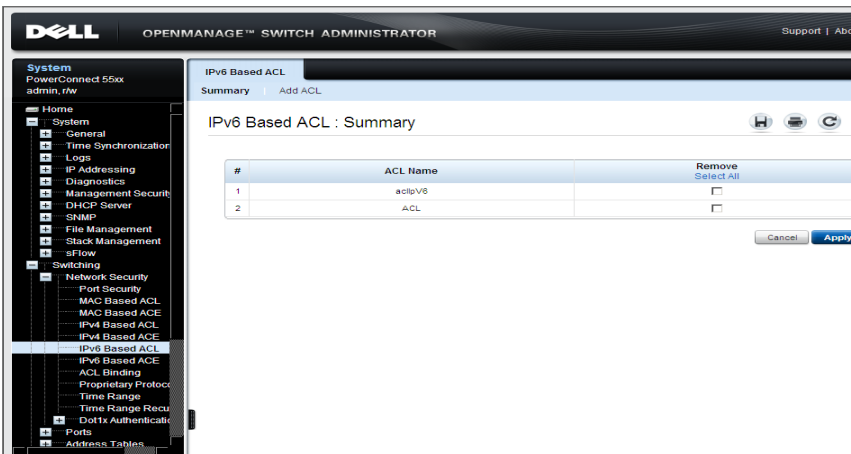 DELL
OPENMANAGE™ SWITCH ADMINISTRATOR
Support | Abo
System
PowerConnect 55xx
admin, r/w
Home
System
General
Time Synchronization
Logs
IP Addressing
Diagnostics
Management Securit
DHCP Server
SNMP
File Management
Stack Management
sFlow
Switching
Network Security
Port Security
MAC Based ACL
MAC Based ACE
IPv4 Based ACL
IPv4 Based ACE
IPv6 Based ACL
IPv6 Based ACE
ACL Binding
Proprietary Protoco
Time Range
Time Range Recu
Dot1x Authenticatio
Ports
Address Tables
IPv6 Based ACL
Summary | Add ACL
IPv6 Based ACL : Summary
# ACL Name Remove
Select All
1 aclipV6
2 ACL
Cancel Apply